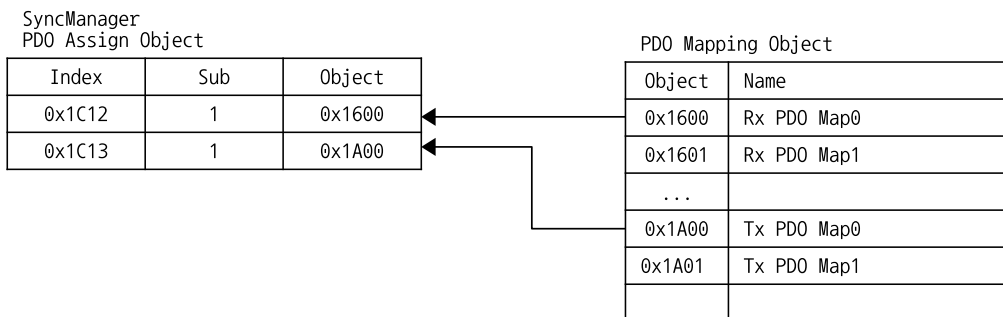 SyncManager
PDO Assign Object
Index Sub Object
0x1C12 1 0x1600
0x1C13 1 0x1A00
PDO Mapping Object
Object Name
0x1600 Rx PDO Map0
0x1601 Rx PDO Map1
...
0x1A00 Tx PDO Map0
0x1A01 Tx PDO Map1